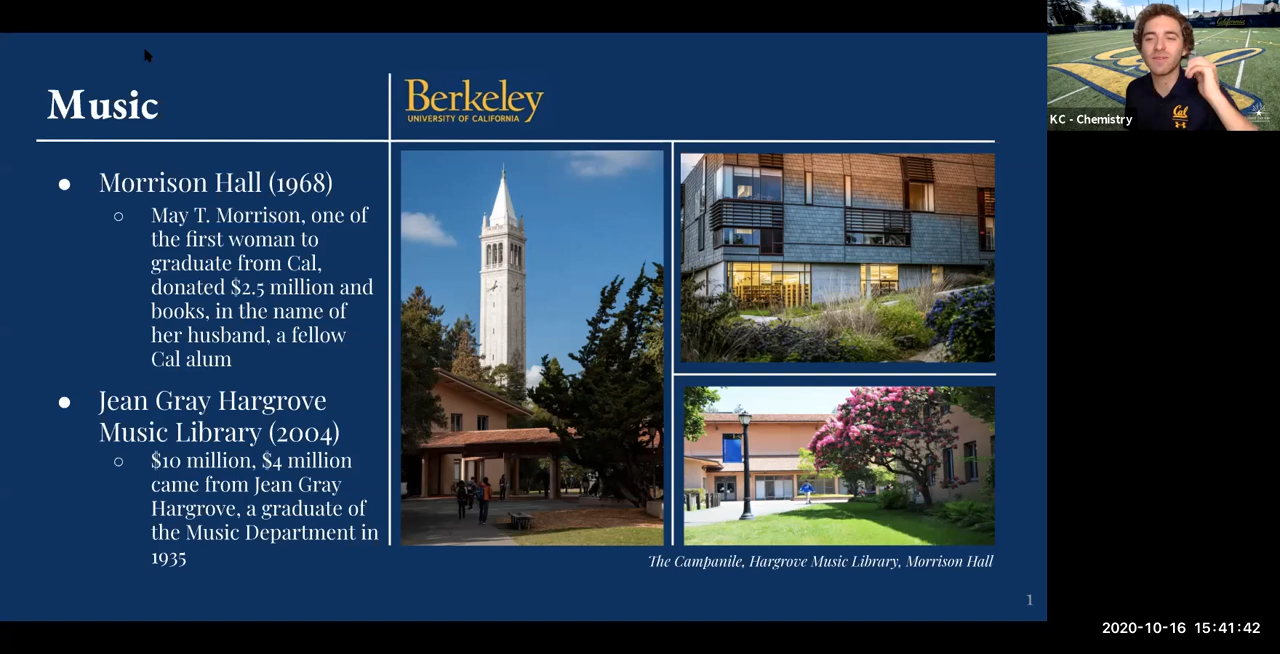 Music
Berkeley
UNIVERSITY OF CALIFORNIA
● Morrison Hall (1968)
○ May T. Morrison, one of
the first woman to
graduate from Cal,
donated $2.5 million and
books, in the name of
her husband, a fellow
Cal alum
● Jean Gray Hargrove
Music Library (2004)
○ $10 million, $4 million
came from Jean Gray
Hargrove, a graduate of
the Music Department in
1935
The Campanile, Hargrove Music Library, Morrison Hall
1
California
Cal
KC - Chemistry
2020-10-16 15:41:42